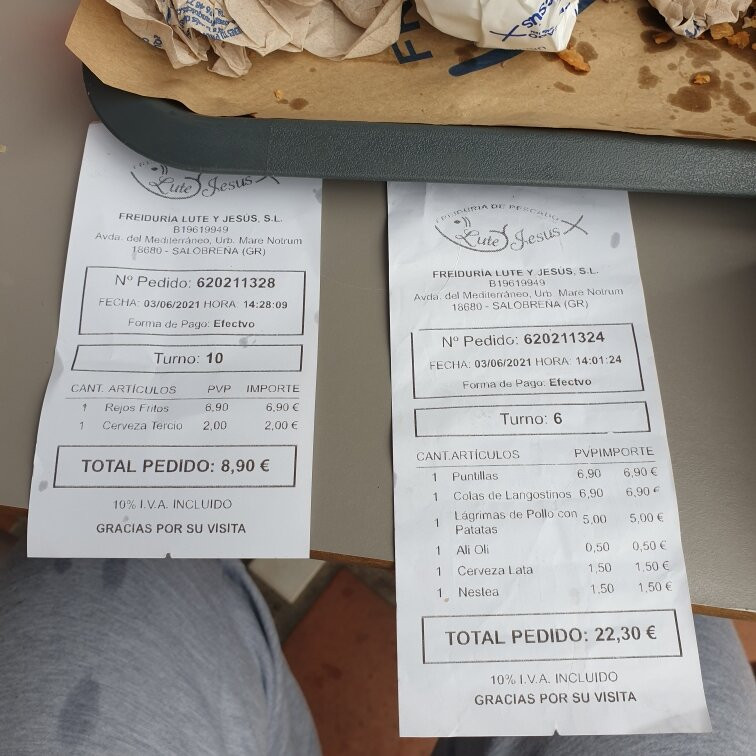 Lute y Jesus
FREIDURÍA LUTE Y JESÚS, S.L.
B19619949
Avda. del Mediterráneo, Urb. Mare Notrum
18680 - SALOBREÑA (GR)
Nº Pedido: 620211328
FECHA: 03/06/2021 HORA: 14:28:09
Forma de Pago: Efectvo
Turno: 10
CANT. ARTÍCULOS PVP IMPORTE
1 Rejos Fritos 6,90 6,90 €
1 Cerveza Tercio 2,00 2,00 €
TOTAL PEDIDO: 8,90 €
10% I.V.A. INCLUIDO
GRACIAS POR SU VISITA
FREIDURIA DE PESCADO
Lute y Jesus
FREIDURÍA LUTE Y JESÚS, S.L.
B19619949
Avda. del Mediterráneo, Urb. Mare Notrum
18680 - SALOBREÑA (GR)
Nº Pedido: 620211324
FECHA: 03/06/2021 HORA: 14:01:24
Forma de Pago: Efectvo
Turno: 6
CANT.ARTÍCULOS PVPIMPORTE
1 Puntillas 6,90 6,90 €
1 Colas de Langostinos 6,90 6,90 €
1 Lágrimas de Pollo con 5,00 5,00 €
Patatas
1 Ali Oli 0,50 0,50 €
1 Cerveza Lata 1,50 1,50 €
1 Nestea 1,50 1,50 €
TOTAL PEDIDO: 22,30 €
10% I.V.A. INCLUIDO
GRACIAS POR SU VISITA